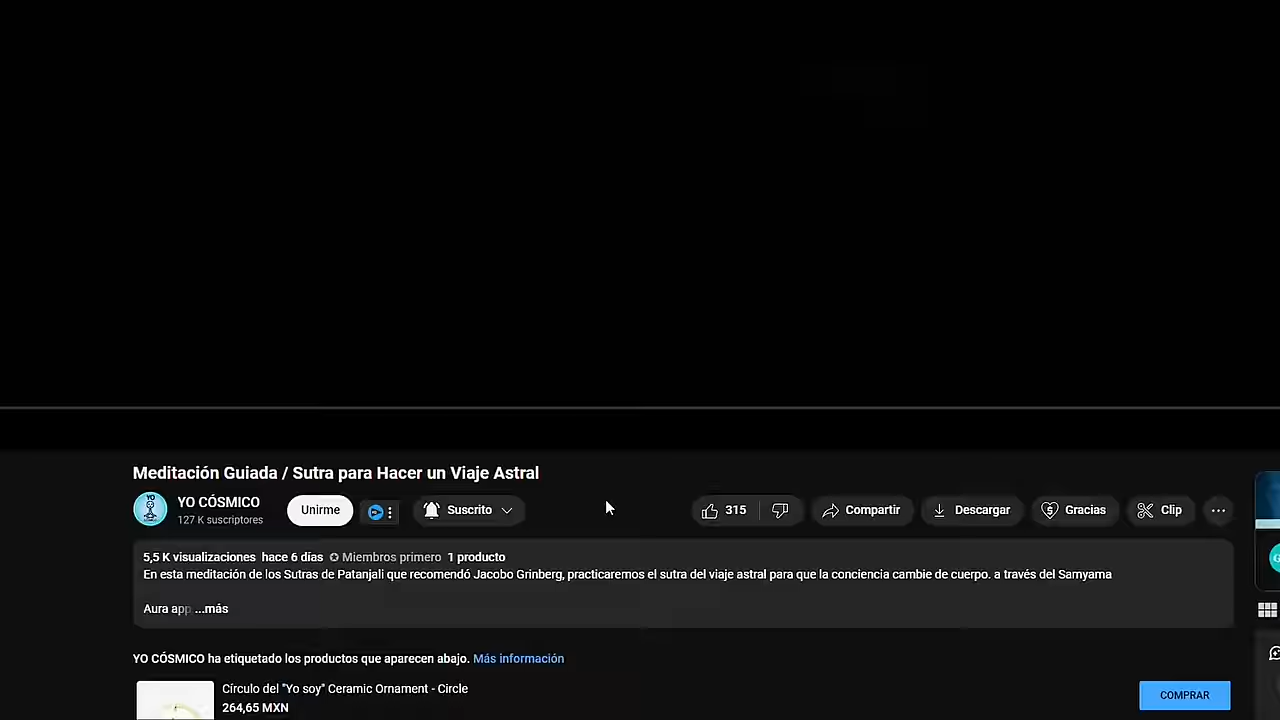 Meditación Guiada / Sutra para Hacer un Viaje Astral
YO CÓSMICO
127 K suscriptores
Unirme
Suscrito
315
Compartir
Descargar
Gracias
Clip
5,5 K visualizaciones hace 6 días Miembros primero 1 producto
En esta meditación de los Sutras de Patanjali que recomendó Jacobo Grinberg, practicaremos el sutra del viaje astral para que la conciencia cambie de cuerpo. a través del Samyama
Aura app ...más
YO CÓSMICO ha etiquetado los productos que aparecen abajo. Más información
Círculo del "Yo soy" Ceramic Ornament - Circle
264,65 MXN
COMPRAR